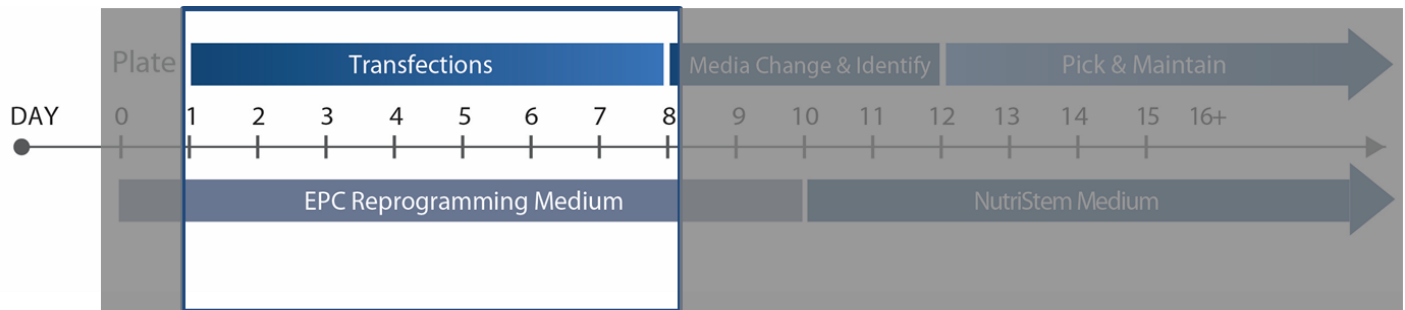 Plate Transfections Media Change & Identify Pick & Maintain
DAY 0 1 2 3 4 5 6 7 8 9 10 11 12 13 14 15 16+
EPC Reprogramming Medium NutriStem Medium